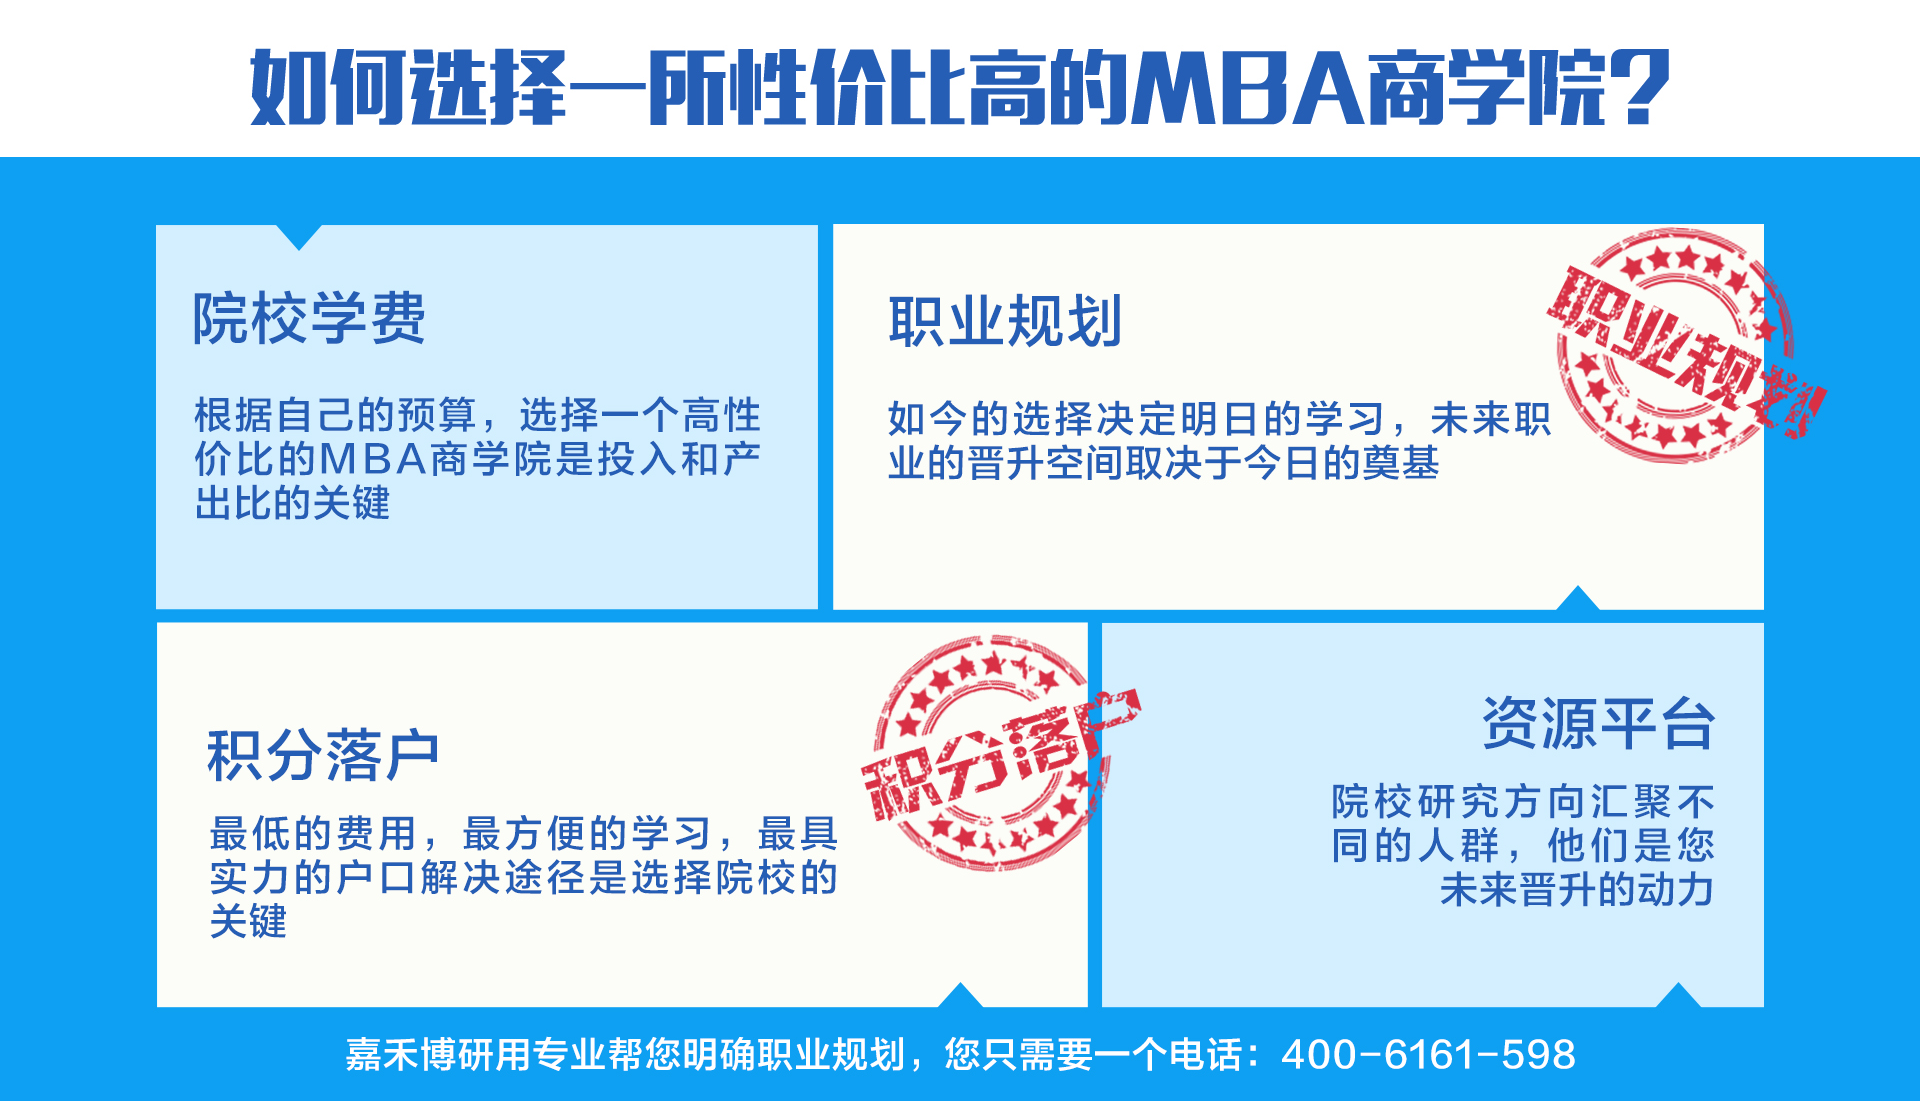 如何选择一所性价比高的MBA商学院?
院校学费
根据自己的预算，选择一个高性
价比的MBA商学院是投入和产
出比的关键
职业规划
如今的选择决定明日的学习，未来职
业的晋升空间取决于今日的奠基
职业规划
积分落户
最低的费用，最方便的学习，最具
实力的户口解决途径是选择院校的
关键
积分落户
资源平台
院校研究方向汇聚不
同的人群，他们是您
未来晋升的动力
嘉禾博研用专业帮您明确职业规划，您只需要一个电话：400-6161-598